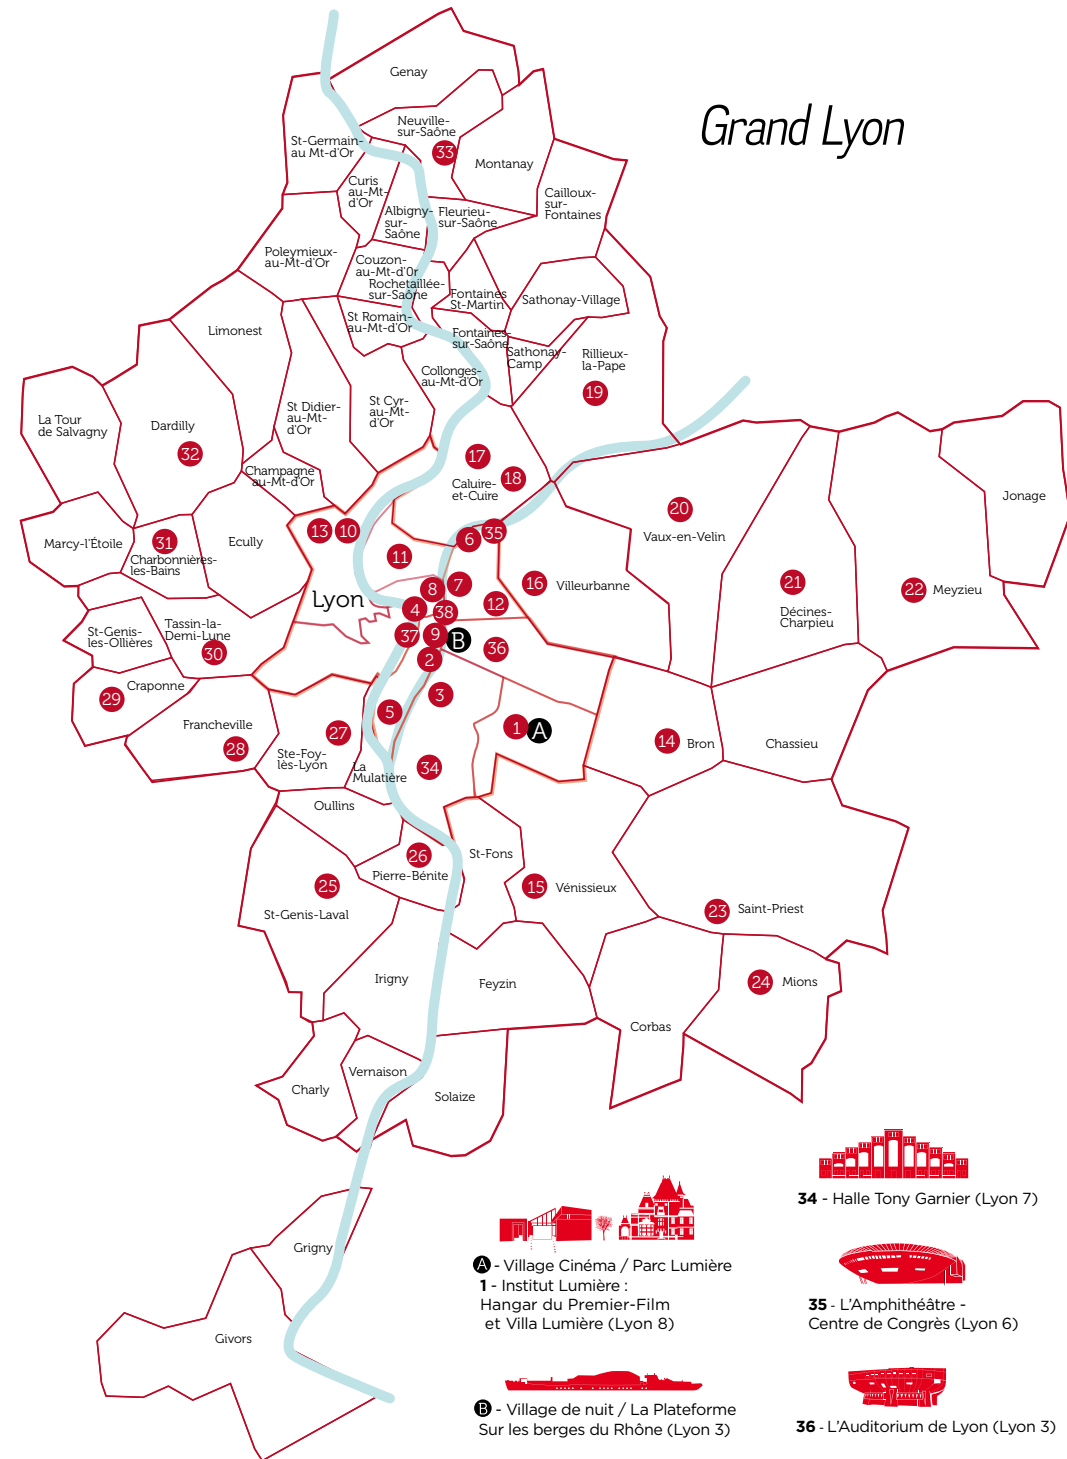 Grand Lyon
Genay
Neuville-
sur-Saône
33
St-Germain-
au Mt-d'Or
Montanay
Curis
au-Mt-
d'Or
Cailloux-
sur-
Fontaines
Albigny-
sur-
Saône
Fleurieu-
sur-Saône
Poleymieux-
au-Mt-d'Or
Couzon-
au-Mt-d'Or
Rochetaillée-
sur-Saône
Fontaines
St-Martin
Sathonay-Village
St Romain-
au-Mt-d'Or
Limonest
Fontaines-
sur-Saône
Sathonay-
Camp
Rillieux-
la-Pape
19
Collonges-
au-Mt-d'Or
St Didier-
au-Mt-
d'Or
St Cyr-
au-Mt-
d'Or
La Tour
de Salvagny
Dardilly
32
Champagne
au-Mt-d'Or
17
18
Caluire-
et-Cuire
Jonage
20
Vaux-en-Velin
Marcy-l'Étoile
31
Charbonnières-
les-Bains
Ecully
13
10
11
6
35
16
Villeurbanne
21
Décines-
Charpieu
22
Meyzieu
Lyon
8
7
4
38
12
37
9
B
36
2
3
5
1
A
34
St-Genis-
les-Ollières
Tassin-la-
Demi-Lune
30
29
Craponne
Francheville
28
27
Ste-Foy-
lès-Lyon
La
Mulatière
14
Bron
Chassieu
Oullins
26
Pierre-Bénite
St-Fons
15
Vénissieux
25
St-Genis-Laval
23
Saint-Priest
Irigny
Feyzin
24
Mions
Corbas
Charly
Vernaison
Solaize
Grigny
Givors
A - Village Cinéma / Parc Lumière
1 - Institut Lumière :
Hangar du Premier-Film
et Villa Lumière (Lyon 8)
B - Village de nuit / La Plateforme
Sur les berges du Rhône (Lyon 3)
34 - Halle Tony Garnier (Lyon 7)
35 - L'Amphithéâtre -
Centre de Congrès (Lyon 6)
36 - L'Auditorium de Lyon (Lyon 3)